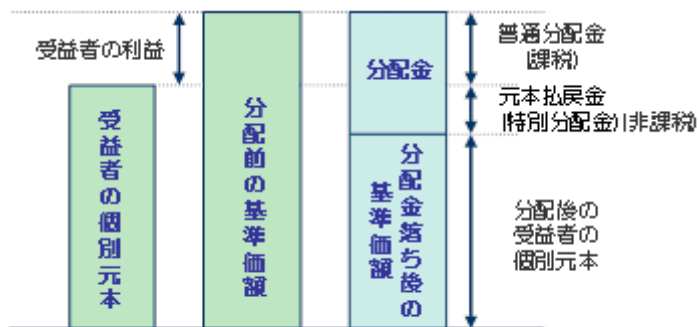 受益者の利益
受益者の個別元本
分配前の基準価額
分配金
分配金落ち後の
基準価額
普通分配金
(課税)
元本払戻金
(特別分配金)(非課税)
分配後の
受益者の
個別元本